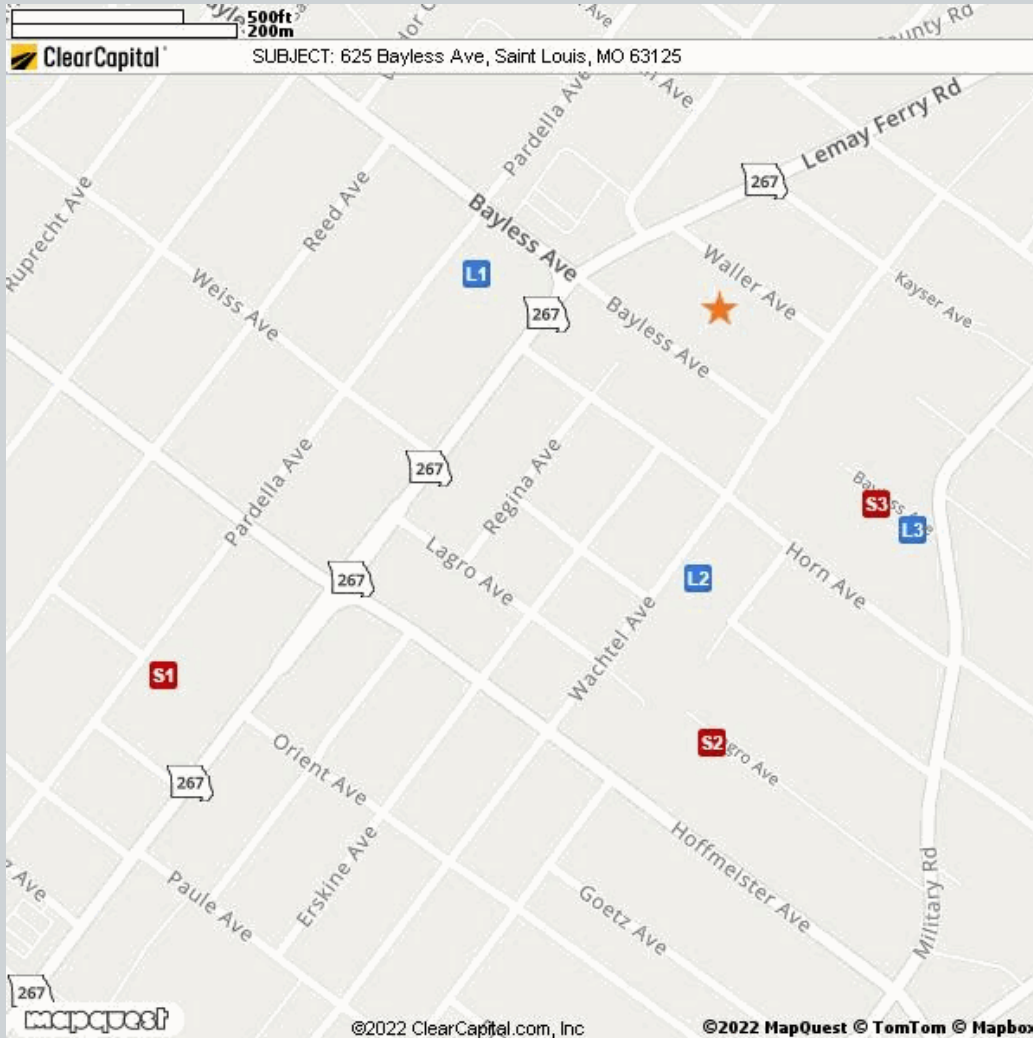 500ft
200m
ClearCapital
SUBJECT: 625 Bayless Ave, Saint Louis, MO 63125
Lemay Ferry Rd
Pardella Ave
267
Ruprecht Ave
Reed Ave
Bayless Ave
L1
Waller Ave
Kayser Ave
Weiss Ave
267
Bayless Ave
267
Pardella Ave
Regina Ave
S3
L3
Lagro Ave
267
L2
Horn Ave
Wachtel Ave
S1
S2
267
Orient Ave
Erskine Ave
Hoffmeister Ave
Paule Ave
Goetz Ave
Military Rd
267
mapquest
©2022 ClearCapital.com, Inc
©2022 MapQuest © TomTom © Mapbox